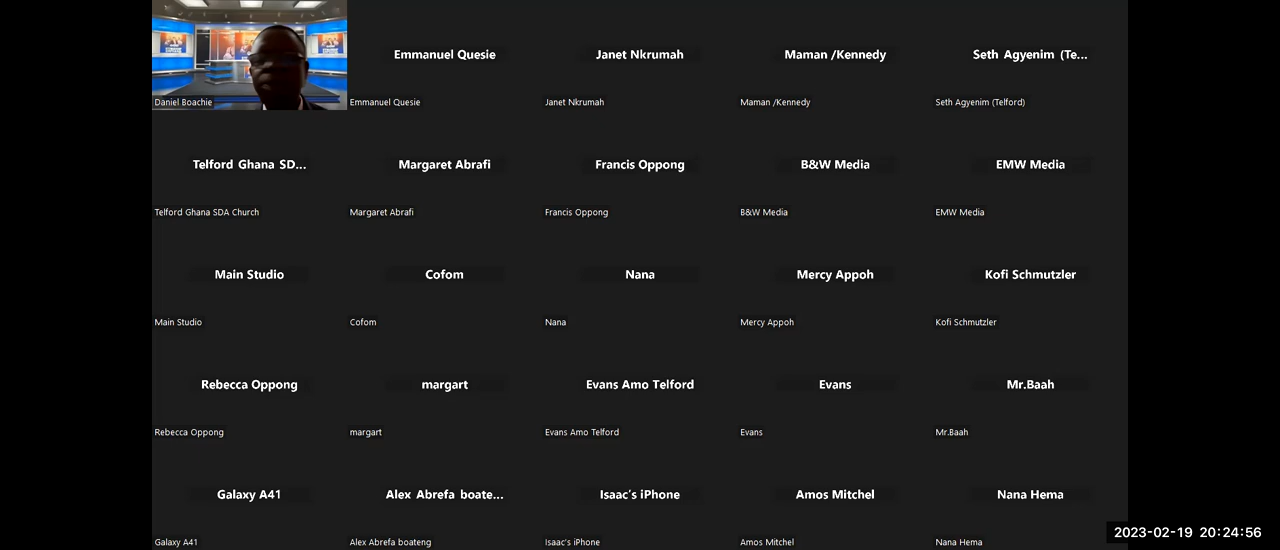 Emmanuel Quesie
Janet Nkrumah
Maman /Kennedy
Seth Agyenim (Te...
Daniel Boachie
Emmanuel Quesie
Janet Nkrumah
Maman /Kennedy
Seth Agyenim (Telford)
Telford Ghana SD...
Margaret Abrafi
Francis Oppong
B&W Media
EMW Media
Telford Ghana SDA Church
Margaret Abrafi
Francis Oppong
B&W Media
EMW Media
Main Studio
Cofom
Nana
Mercy Appoh
Kofi Schmutzler
Main Studio
Cofom
Nana
Mercy Appoh
Kofi Schmutzler
Rebecca Oppong
margart
Evans Amo Telford
Evans
Mr.Baah
Rebecca Oppong
margart
Evans Amo Telford
Evans
Mr.Baah
Galaxy A41
Alex Abrefa boate...
Isaac's iPhone
Amos Mitchel
Nana Hema
Galaxy A41
Alex Abrefa boateng
Isaac's iPhone
Amos Mitchel
Nana Hema
2023-02-19 20:24:56